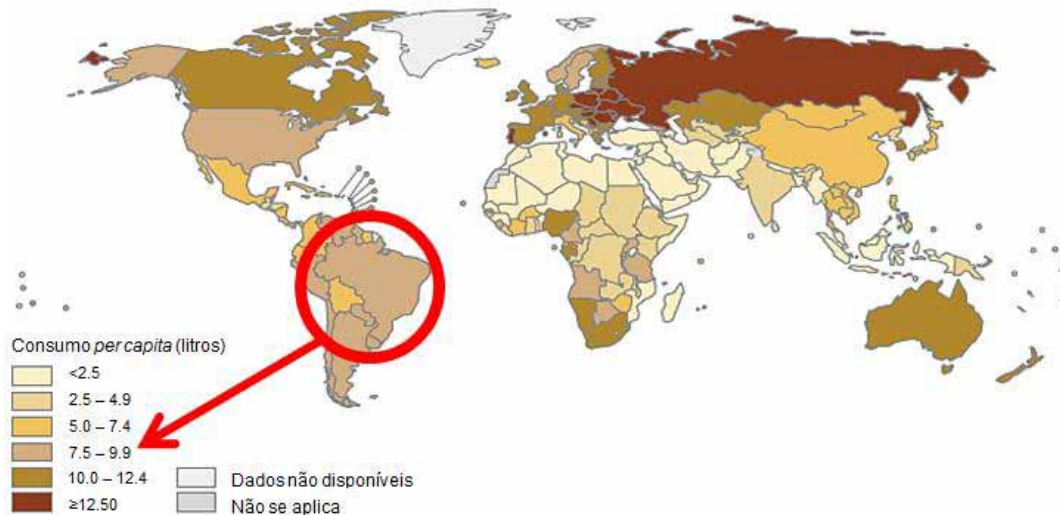 Consumo per capita (litros)
<2.5
2.5 – 4.9
5.0 – 7.4
7.5 – 9.9
10.0 – 12.4
≥12.50
Dados não disponíveis
Não se aplica